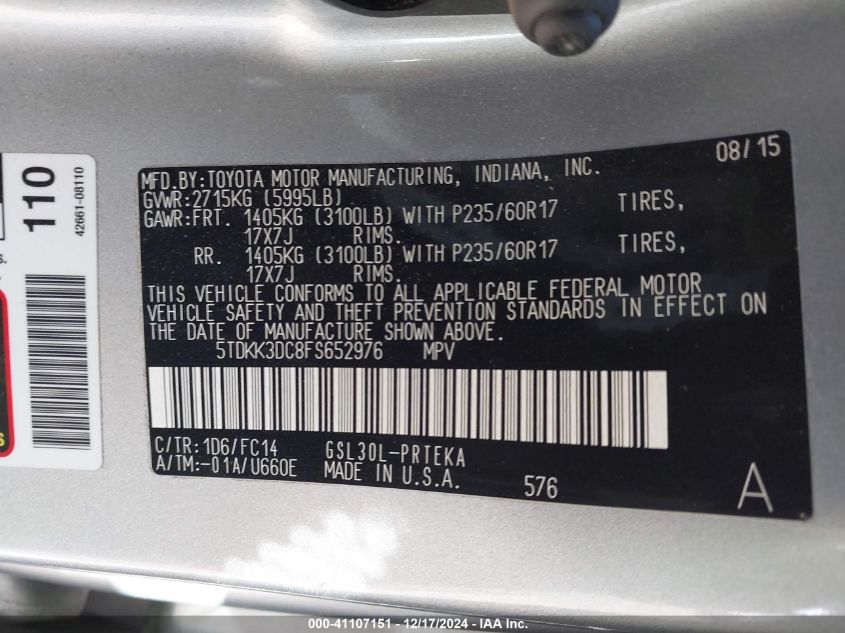 110
42661-08110
s.
S
MFD.BY:TOYOTA MOTOR MANUFACTURING, INDIANA, INC. 08/15
GVWR:2715KG (5995LB)
GAWR:FRT. 1405KG (3100LB) WITH P235/60R17 TIRES,
17X7J RIMS.
RR. 1405KG (3100LB) WITH P235/60R17 TIRES,
17X7J RIMS.
THIS VEHICLE CONFORMS TO ALL APPLICABLE FEDERAL MOTOR
VEHICLE SAFETY AND THEFT PREVENTION STANDARDS IN EFFECT ON
THE DATE OF MANUFACTURE SHOWN ABOVE.
5TDKK3DC8FS652976 MPV
C/TR:1D6/FC14 GSL30L-PRTEKA
A/TM:-01A/U660E MADE IN U.S.A. 576 A
000-41107151 - 12/17/2024 - IAA Inc.